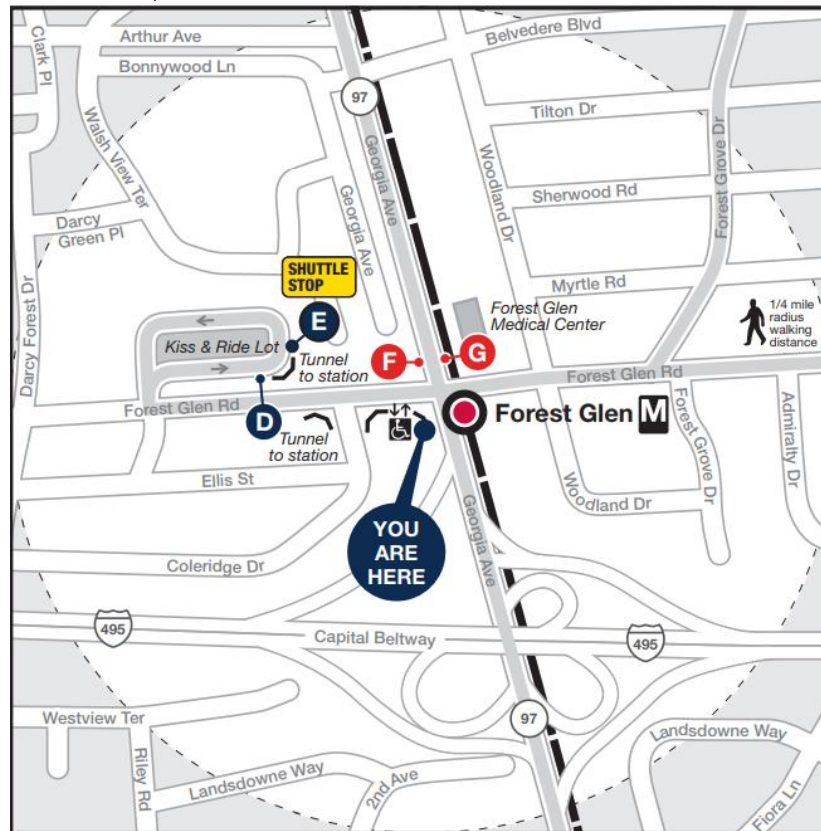 Arthur Ave
Bonnywood Ln
Clark Pl
Walsh View Ter
Belvedere Blvd
97
Tilton Dr
Georgia Ave
Woodland Dr
Forest Grove Dr
Sherwood Rd
Georgia Ave
Darcy
Green Pl
SHUTTLE
STOP
Myrtle Rd
Darcy Forest Dr
E
Kiss & Ride Lot
Tunnel
to station
Forest Glen
Medical Center
1/4 mile
radius
walking
distance
F
G
Forest Glen Rd
D
Forest Glen Rd
Tunnel
to station
Forest Glen
M
Forest Grove Dr
Admiralty Dr
Ellis St
Woodland Dr
YOU
ARE
HERE
Georgia Ave
Coleridge Dr
495
Capital Beltway
495
Westview Ter
97
Riley Rd
Landsdowne Way
2nd Ave
Landsdowne Way
Fiora Ln